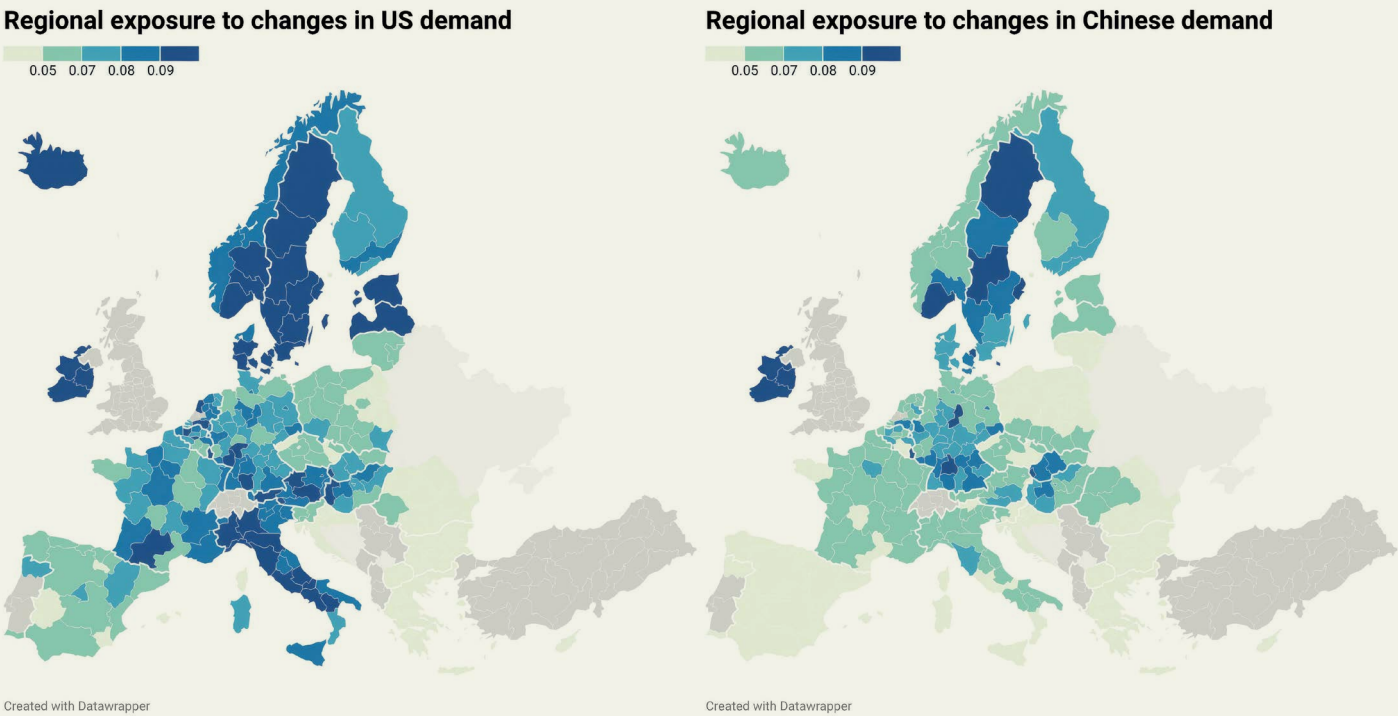 Regional exposure to changes in US demand
0.05 0.07 0.08 0.09
Created with Datawrapper
Regional exposure to changes in Chinese demand
0.05 0.07 0.08 0.09
Created with Datawrapper